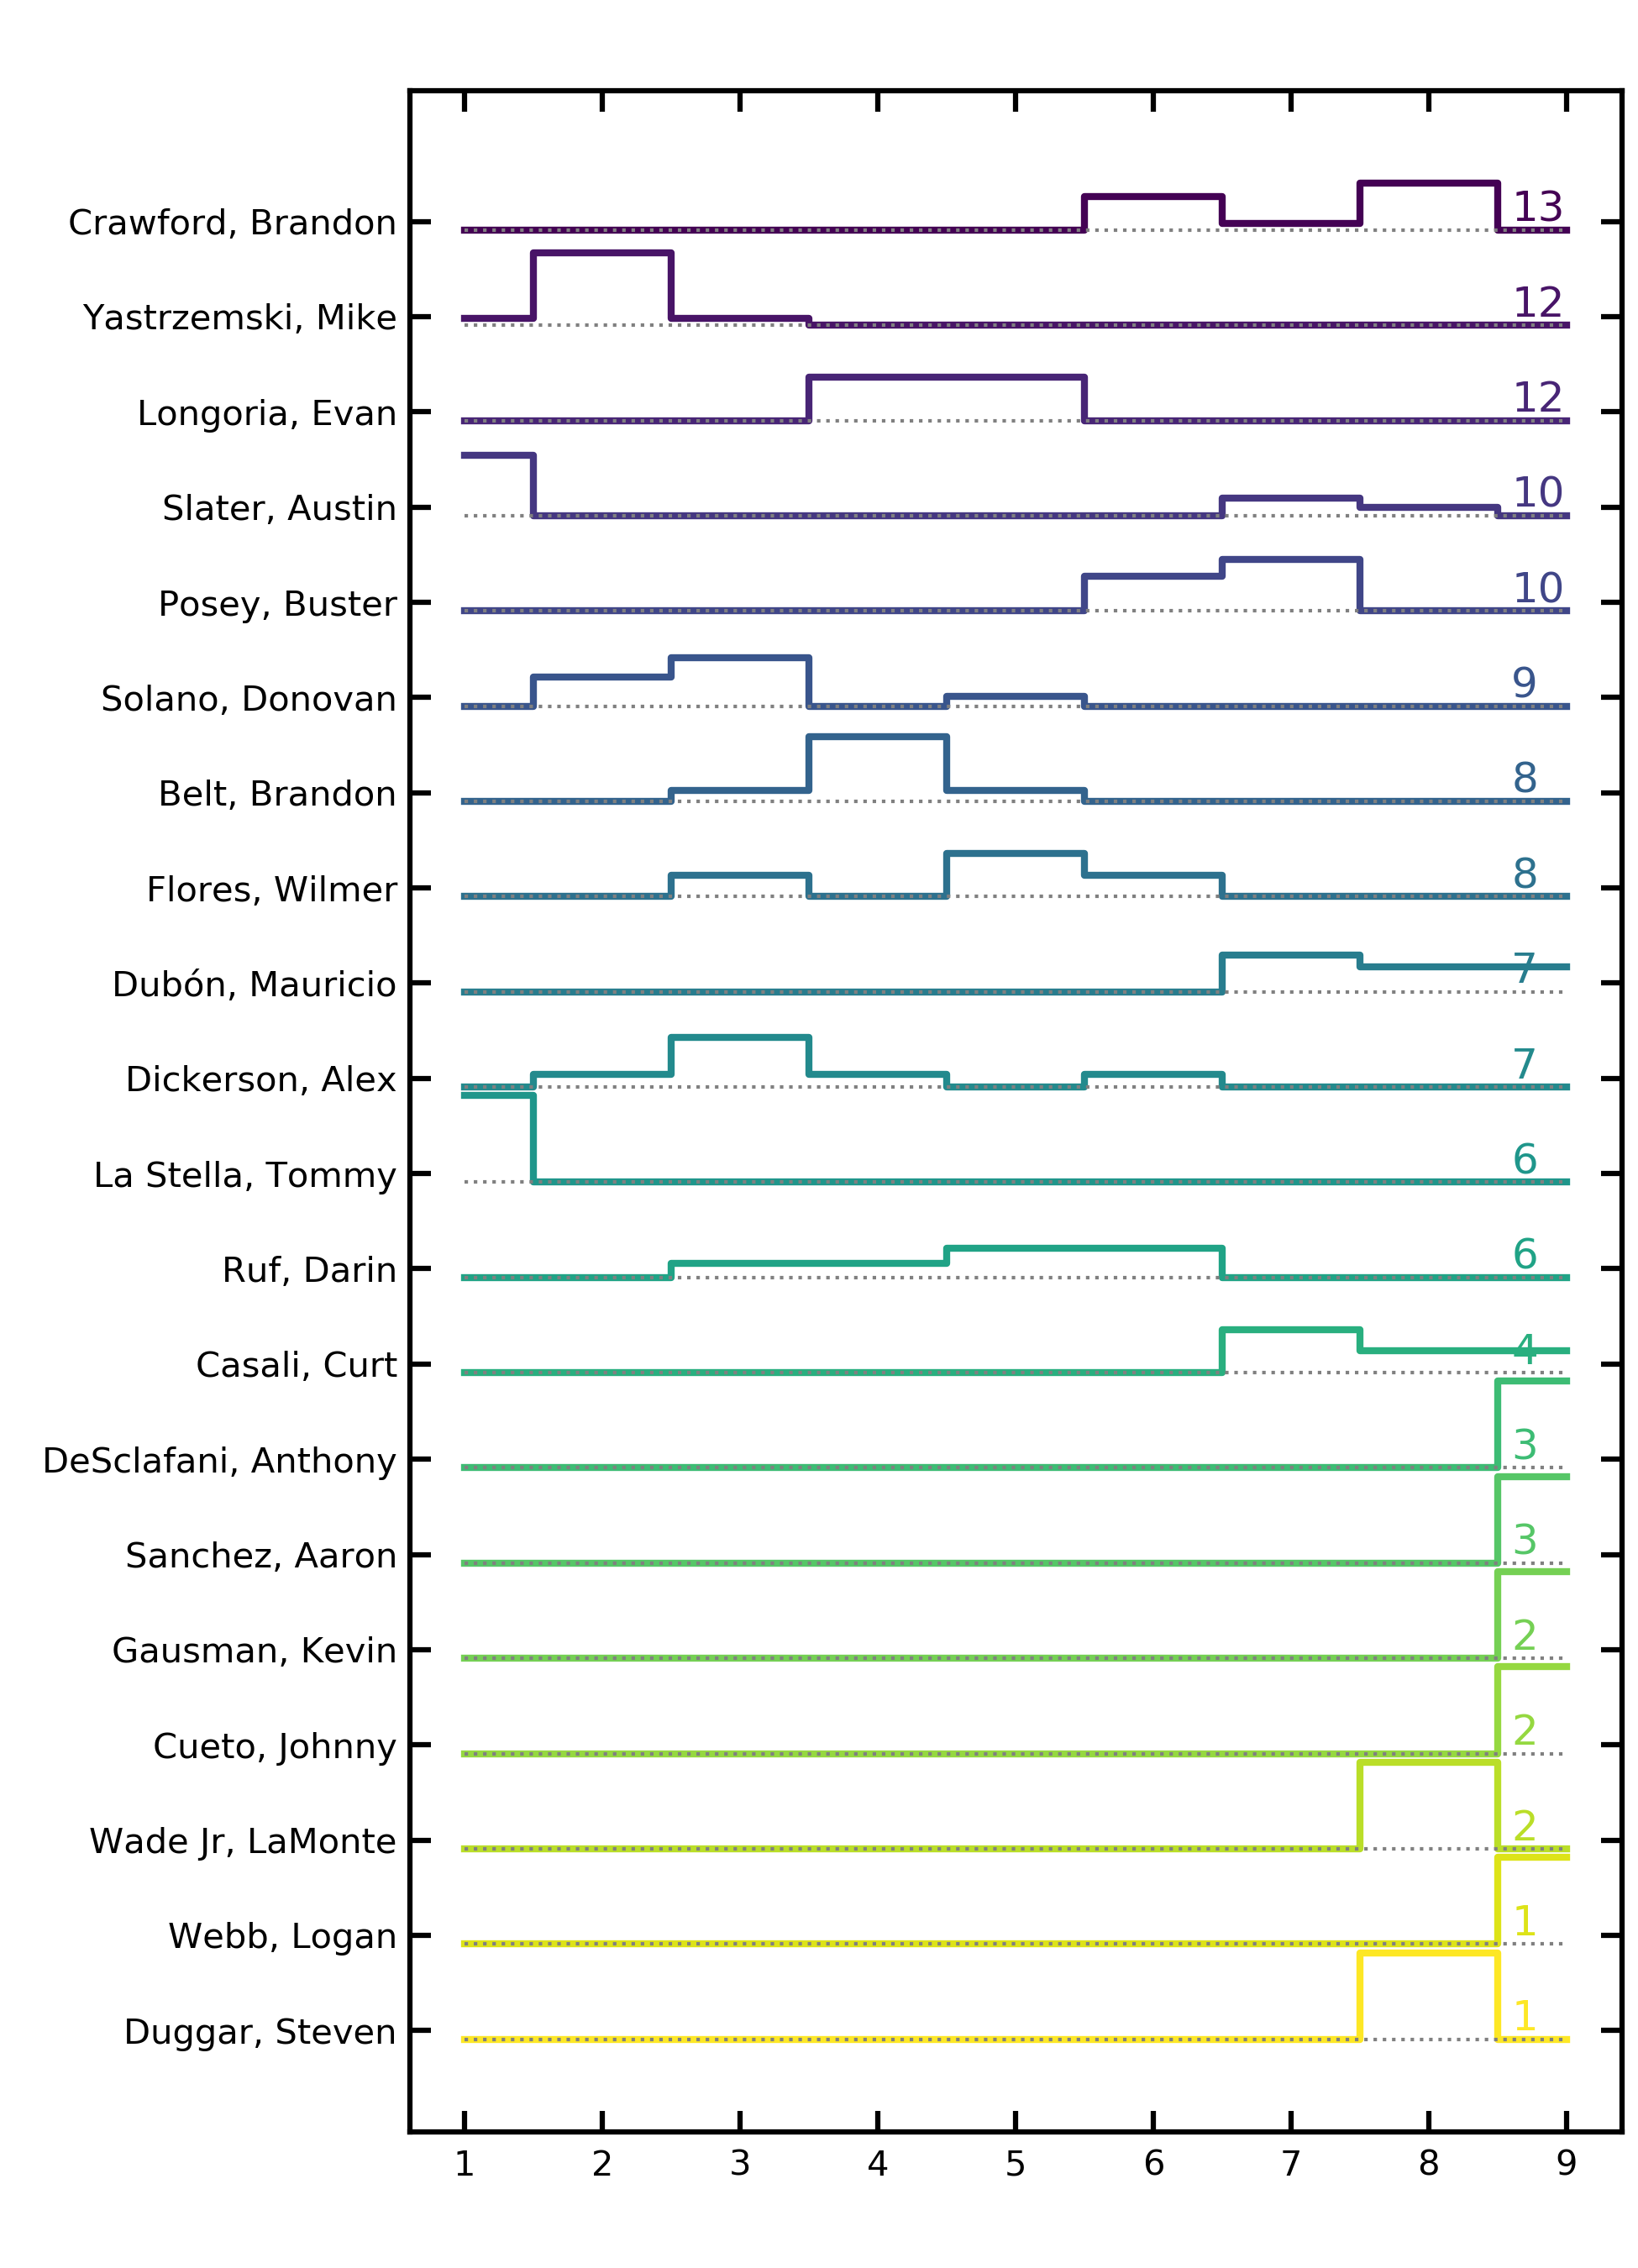 Crawford, Brandon 13
Yastrzemski, Mike 12
Longoria, Evan 12
Slater, Austin 10
Posey, Buster 10
Solano, Donovan 9
Belt, Brandon 8
Flores, Wilmer 8
Dubón, Mauricio 7
Dickerson, Alex 7
La Stella, Tommy 6
Ruf, Darin 6
Casali, Curt 4
DeSclafani, Anthony 3
Sanchez, Aaron 3
Gausman, Kevin 2
Cueto, Johnny 2
Wade Jr, LaMonte 2
Webb, Logan 1
Duggar, Steven 1
1 2 3 4 5 6 7 8 9